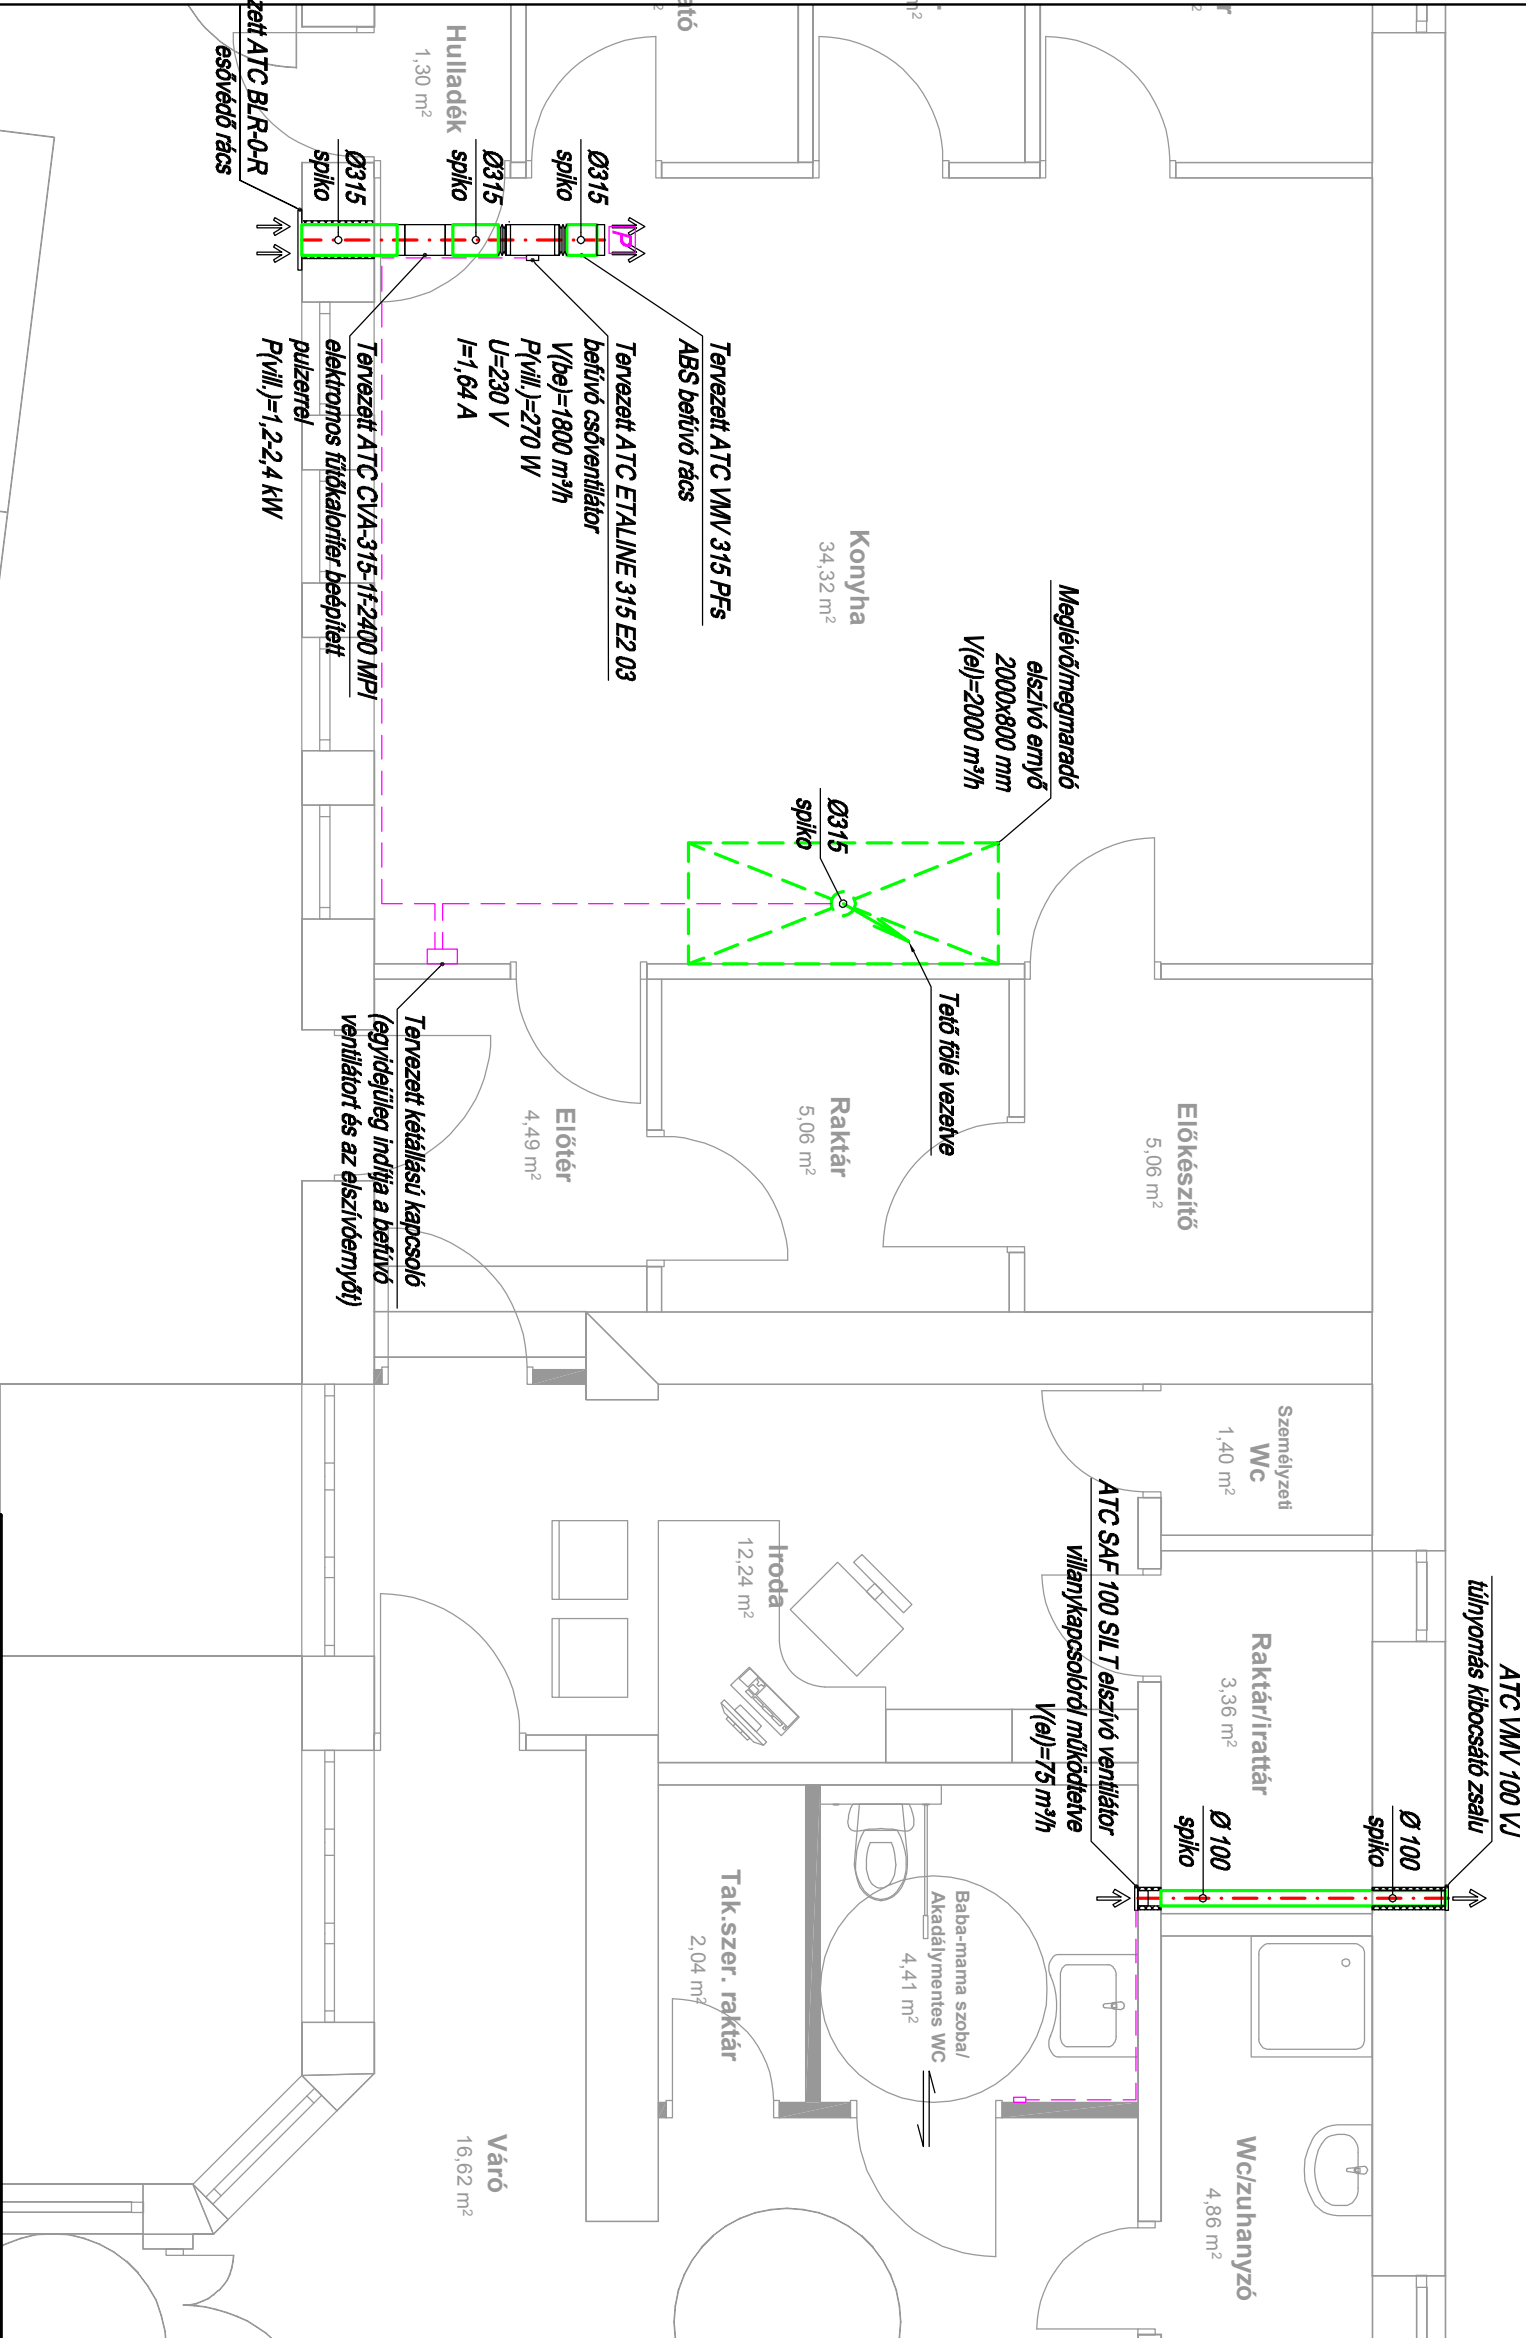 Hulladék
1,30 m²
ató
m²
r
zett ATC BLR-0-R
esővédő rács
Ø315
spiko
Ø315
spiko
Ø315
spiko
P
Tervezett ATC VMV 315 PFs
ABS befúvó rács
Tervezett ATC ETALINE 315 E2 03
befúvó csőventilátor
V(be)=1800 m³/h
P(vill.)=270 W
U=230 V
I=1,64 A
Tervezett ATC CVA-315-1f-2400 MPI
elektromos fűtőkalorifer beépített
pulzerrel
P(vill.)=1,2-2,4 kW
Konyha
34,32 m²
Meglévő/megmaradó
elszívó ernyő
2000x800 mm
V(el)=2000 m³/h
Ø315
spiko
Tető fölé vezetve
Tervezett kétállású kapcsoló
(egyidejűleg indítja a befúvó
ventilátort és az elszívóernyőt)
Előkészítő
5,06 m²
Raktár
5,06 m²
Előtér
4,49 m²
Személyzeti
Wc
1,40 m²
Iroda
12,24 m²
ATC VMV 100 VJ
túlnyomás kibocsátó zsalu
Raktár/irattár
3,36 m²
ATC SAF 100 SILT elszívó ventilátor
villanykapcsolóról működtetve
V(el)=75 m³/h
Ø 100
spiko
Ø 100
spiko
Baba-mama szoba/
Akadálymentes WC
4,41 m²
Tak.szer. raktár
2,04 m²
Wc/zuhanyzó
4,86 m²
Váró
16,62 m²